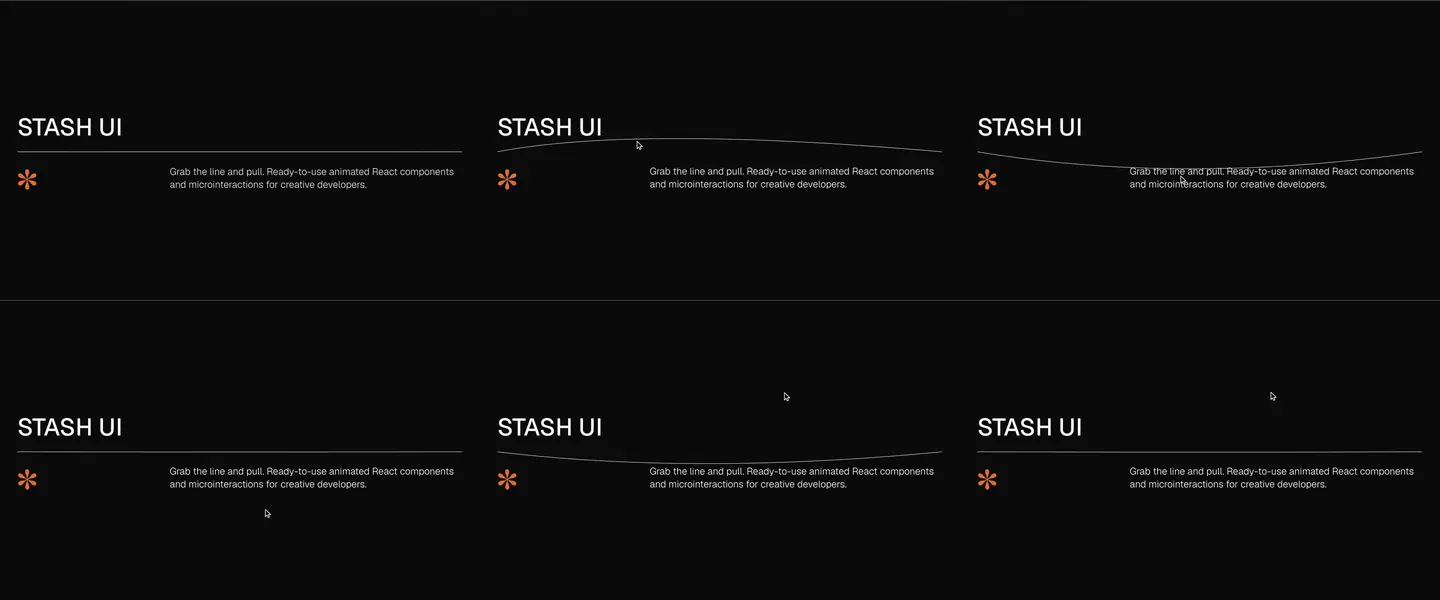 STASH UI
Grab the line and pull. Ready-to-use animated React components
and microinteractions for creative developers.
STASH UI
Grab the line and pull. Ready-to-use animated React components
and microinteractions for creative developers.
STASH UI
Grab the line and pull. Ready-to-use animated React components
and microinteractions for creative developers.
STASH UI
Grab the line and pull. Ready-to-use animated React components
and microinteractions for creative developers.
STASH UI
Grab the line and pull. Ready-to-use animated React components
and microinteractions for creative developers.
STASH UI
Grab the line and pull. Ready-to-use animated React components
and microinteractions for creative developers.